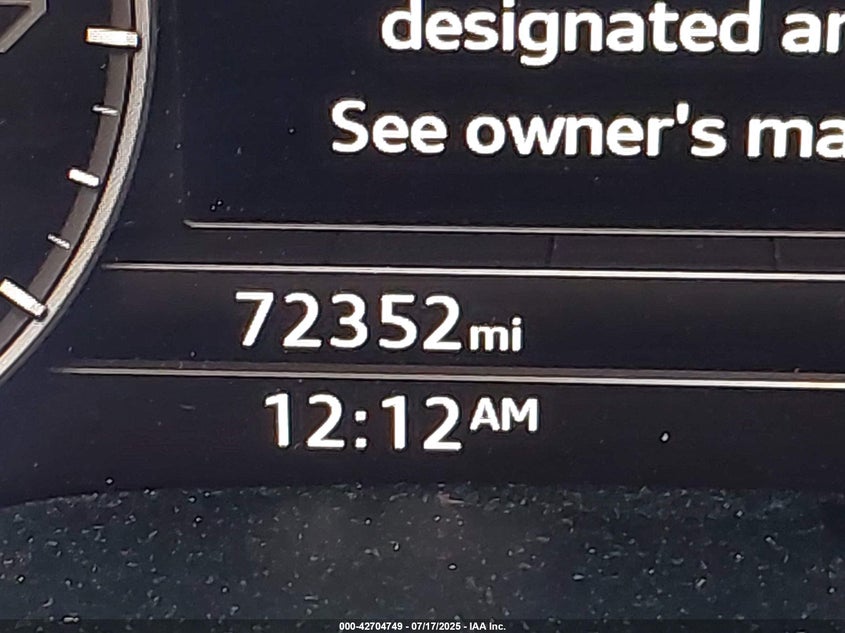 designated
See owner's
72352mi
12:12AM
000-42704749 - 07/17/2025 - IAA Inc.